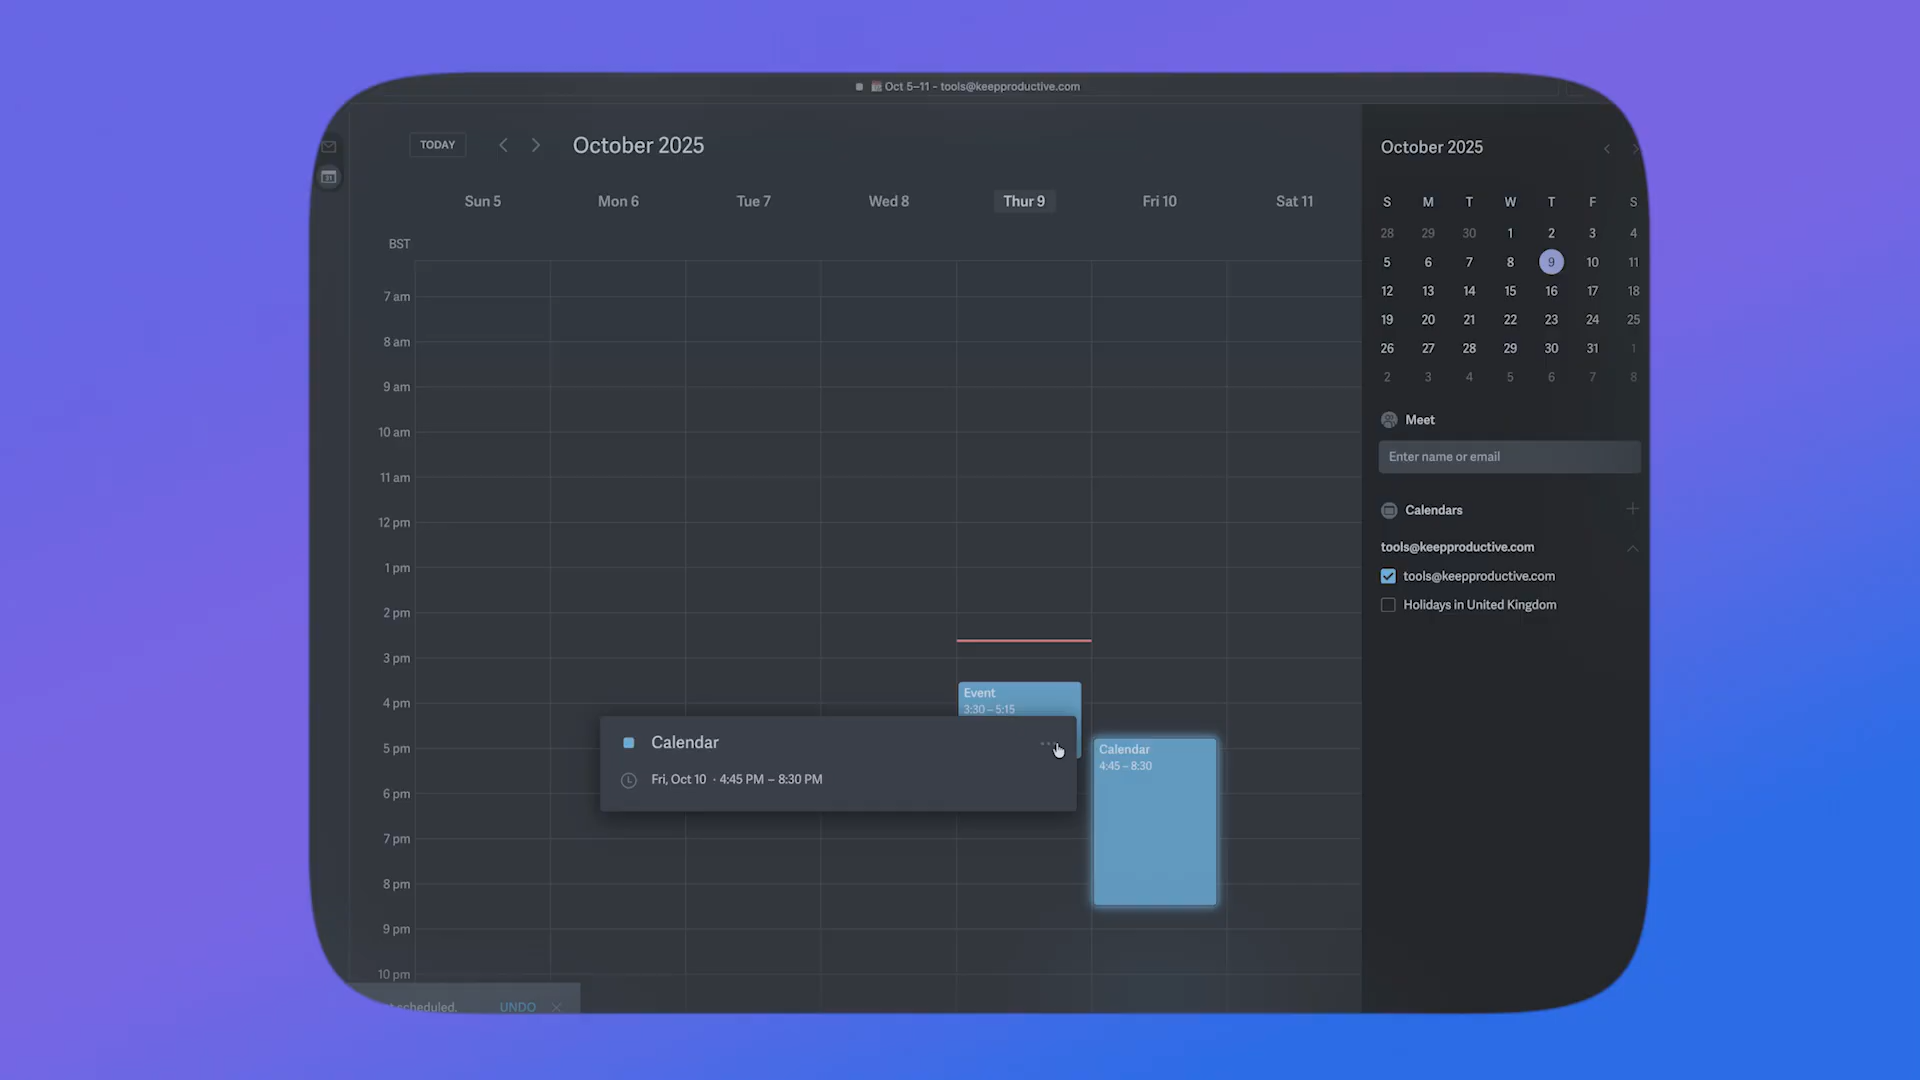 Oct 5–11 - tools@keepproductive.com
TODAY
October 2025
Sun 5 Mon 6 Tue 7 Wed 8 Thur 9 Fri 10 Sat 11
BST
7 am
8 am
9 am
10 am
11 am
12 pm
1 pm
2 pm
3 pm
4 pm
5 pm
6 pm
7 pm
8 pm
9 pm
10 pm
Event
3:30 – 5:15
Calendar
Fri, Oct 10 · 4:45 PM – 8:30 PM
Calendar
4:45 – 8:30
scheduled.
UNDO
October 2025
S M T W T F S
28 29 30 1 2 3 4
5 6 7 8 9 10 11
12 13 14 15 16 17 18
19 20 21 22 23 24 25
26 27 28 29 30 31 1
2 3 4 5 6 7 8
Meet
Enter name or email
Calendars
tools@keepproductive.com
tools@keepproductive.com
Holidays in United Kingdom
31